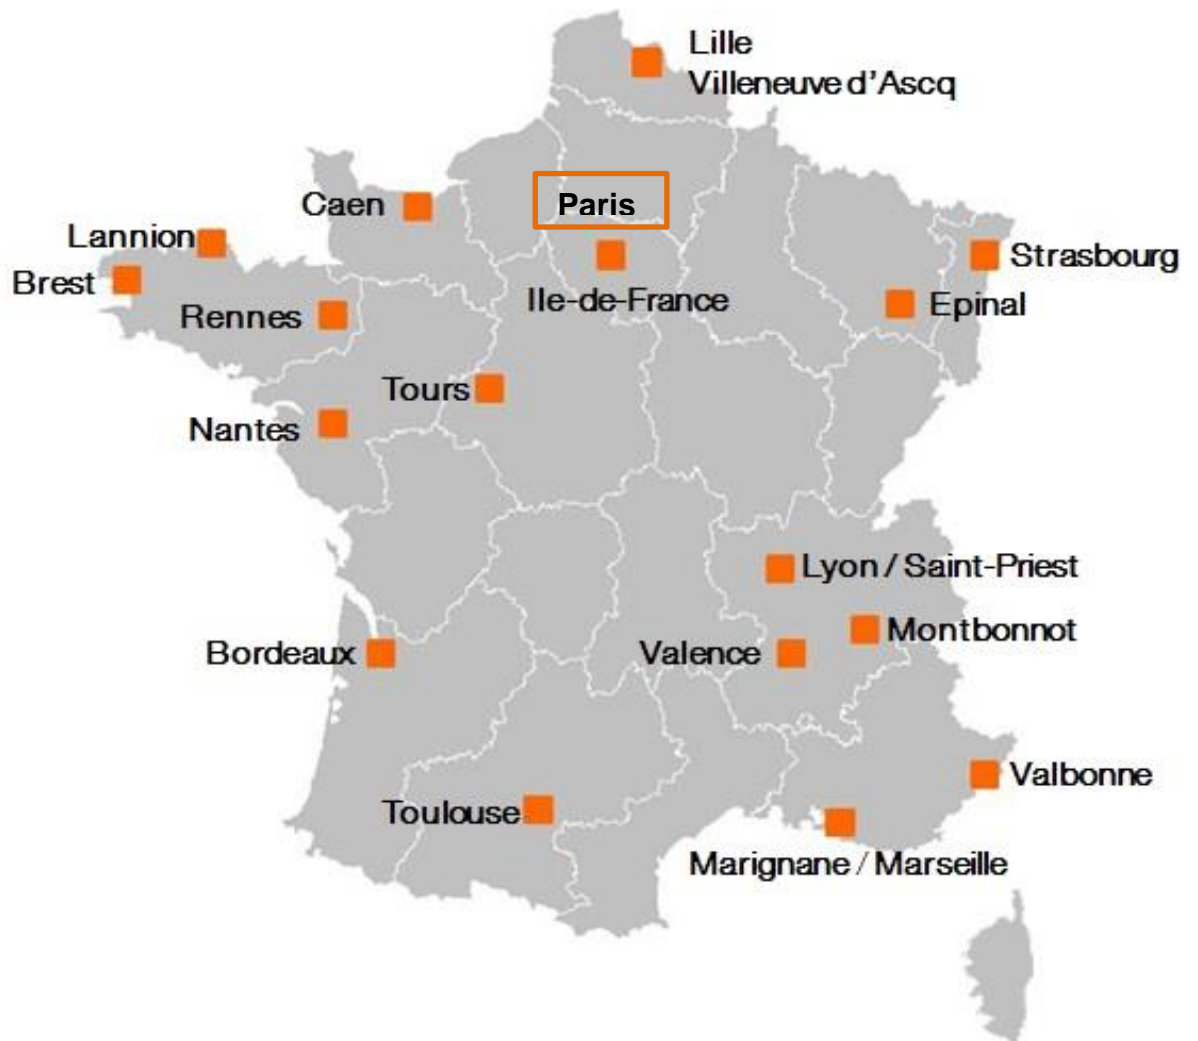 Lille
Villeneuve d'Ascq
Caen
Paris
Lannion
Strasbourg
Brest
Ile-de-France
Epinal
Rennes
Tours
Nantes
Lyon / Saint-Priest
Montbonnot
Bordeaux
Valence
Valbonne
Toulouse
Marignane / Marseille